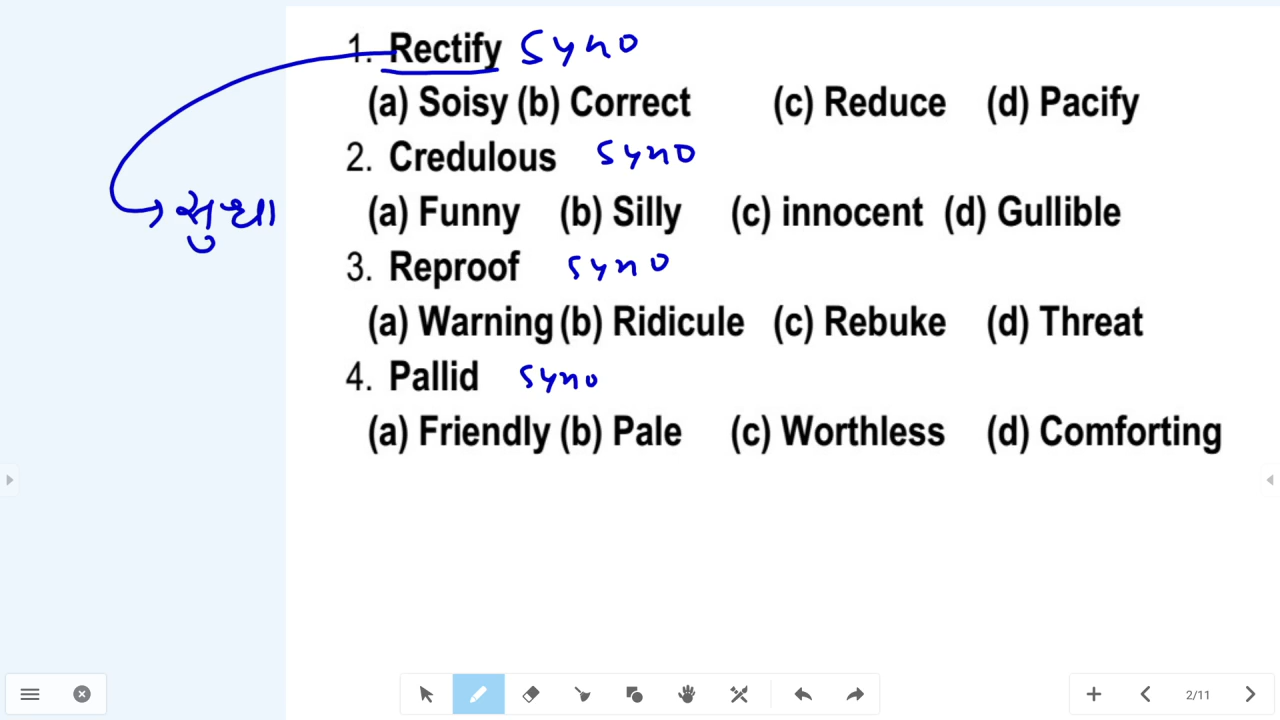 1. Rectify syno
(a) Soisy (b) Correct (c) Reduce (d) Pacify
2. Credulous syno
(a) Funny (b) Silly (c) innocent (d) Gullible
3. Reproof syno
(a) Warning (b) Ridicule (c) Rebuke (d) Threat
4. Pallid syno
(a) Friendly (b) Pale (c) Worthless (d) Comforting
2/11